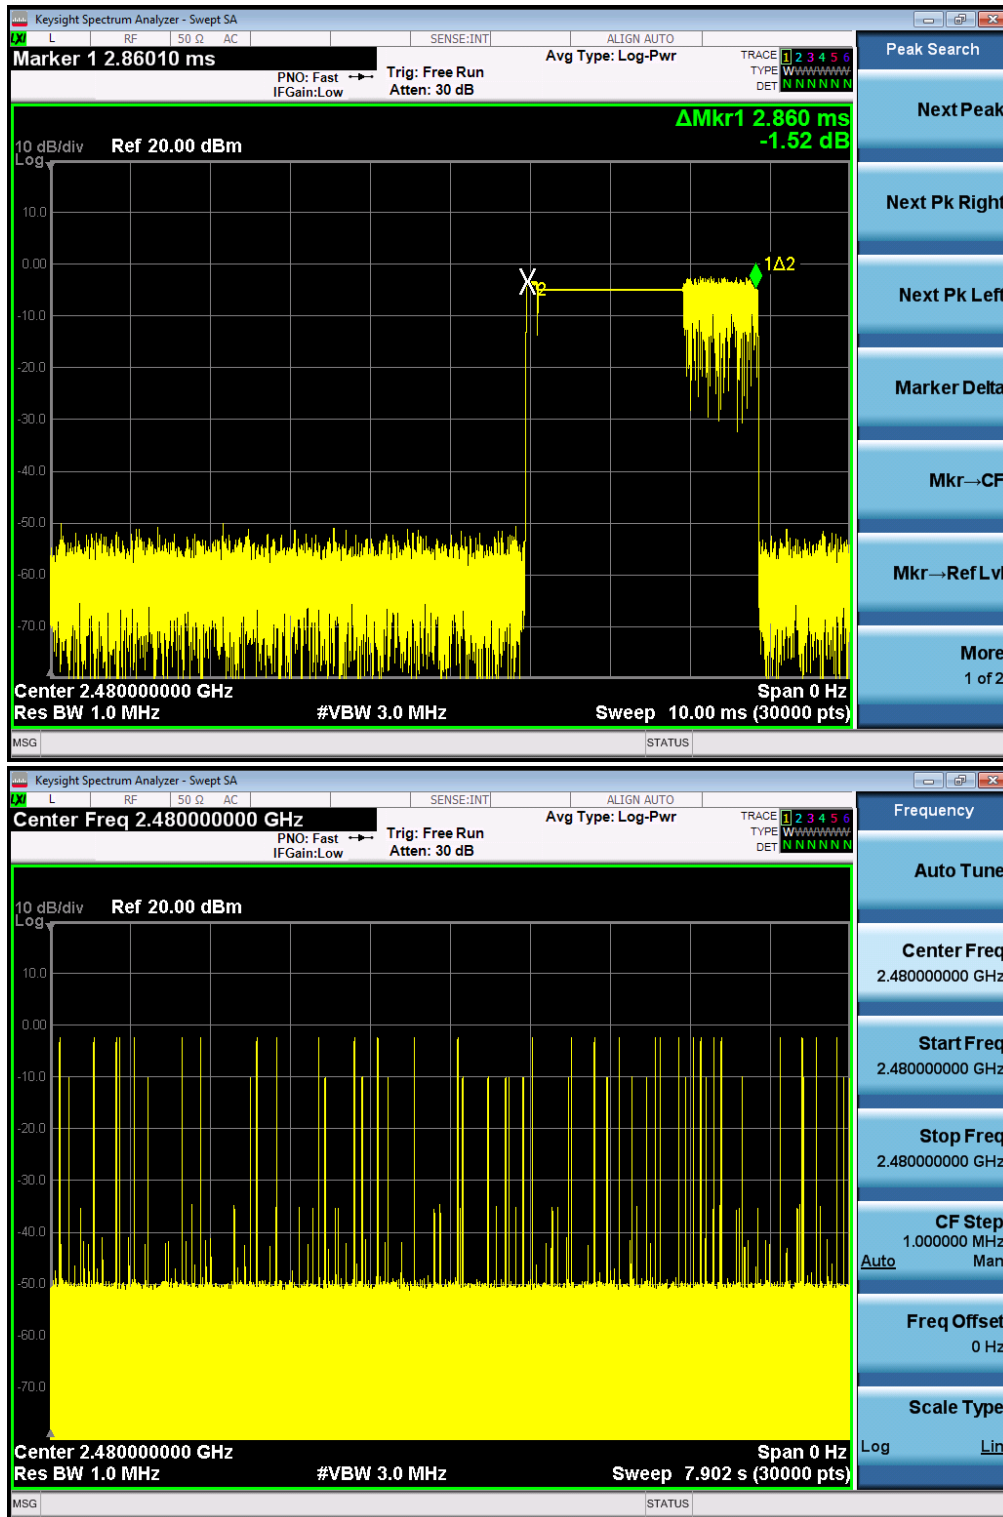 Keysight Spectrum Analyzer - Swept SA
LXI L RF 50 Ω AC SENSE:INT ALIGN AUTO
Marker 1 2.86010 ms
PNO: Fast
IFGain:Low
Trig: Free Run
Atten: 30 dB
Avg Type: Log-Pwr
TRACE 1 2 3 4 5 6
TYPE WWWWWW
DET N N N N N N
Peak Search
Next Peak
Next Pk Right
Next Pk Left
Marker Delta
Mkr→CF
Mkr→Ref Lvl
More
1 of 2
ΔMkr1 2.860 ms
-1.52 dB
10 dB/div Ref 20.00 dBm
Log
10.0
0.00
-10.0
-20.0
-30.0
-40.0
-50.0
-60.0
-70.0
X2
1Δ2
Center 2.480000000 GHz Span 0 Hz
Res BW 1.0 MHz #VBW 3.0 MHz Sweep 10.00 ms (30000 pts)
MSG STATUS
Keysight Spectrum Analyzer - Swept SA
LXI L RF 50 Ω AC SENSE:INT ALIGN AUTO
Center Freq 2.480000000 GHz
PNO: Fast
IFGain:Low
Trig: Free Run
Atten: 30 dB
Avg Type: Log-Pwr
TRACE 1 2 3 4 5 6
TYPE WWWWWW
DET N N N N N N
Frequency
Auto Tune
Center Freq
2.480000000 GHz
Start Freq
2.480000000 GHz
Stop Freq
2.480000000 GHz
CF Step
1.000000 MHz
Auto Man
Freq Offset
0 Hz
Scale Type
Log Lin
10 dB/div Ref 20.00 dBm
Log
10.0
0.00
-10.0
-20.0
-30.0
-40.0
-50.0
-60.0
-70.0
Center 2.480000000 GHz Span 0 Hz
Res BW 1.0 MHz #VBW 3.0 MHz Sweep 7.902 s (30000 pts)
MSG STATUS